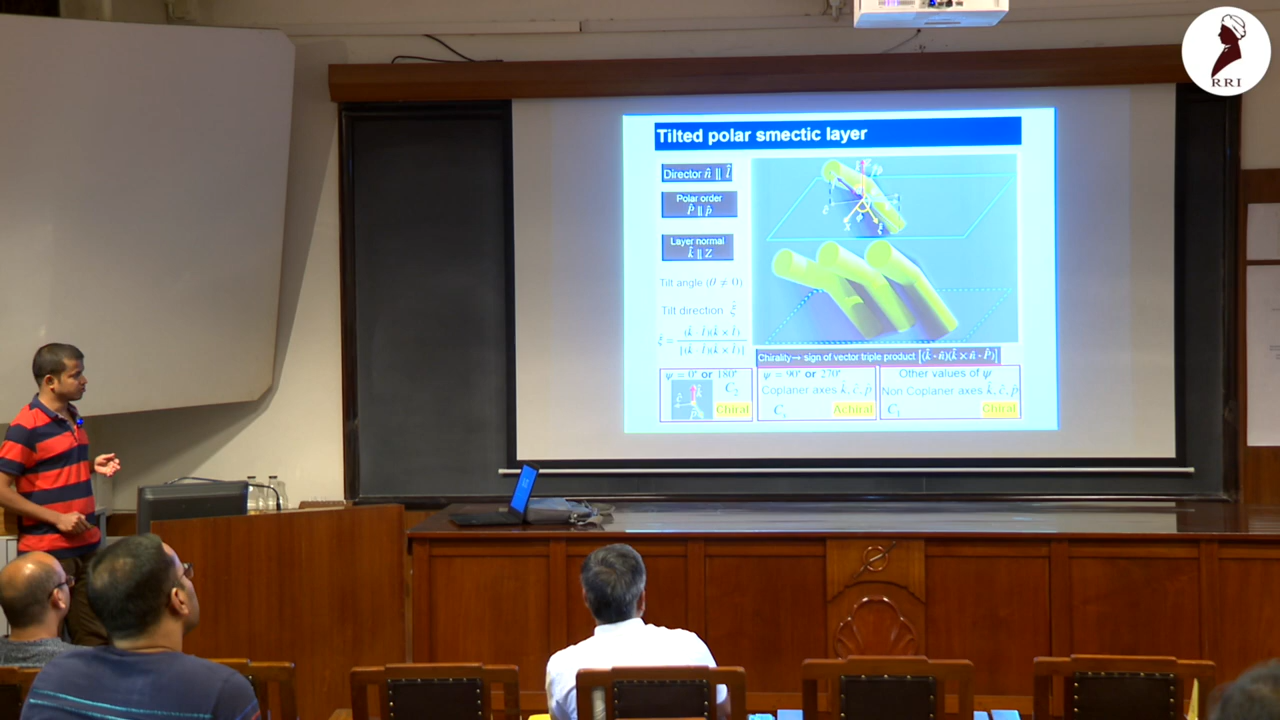 RRI
Tilted polar smectic layer
Director n̂ ∥ l̂
Polar order
P̂ ∥ p̂
Layer normal
k̂ ∥ Z
Tilt angle (θ ≠ 0)
Tilt direction ξ̂
Chirality→ sign of vector triple product [(k̂ · n̂)(k̂ × n̂ · P̂)]
ψ = 0° or 180°
C₂
Chiral
ψ = 90° or 270°
Coplaner axes k̂, ĉ, p̂
Achiral
Other values of ψ
Non Coplaner axes k̂, ĉ, p̂
C₁
Chiral